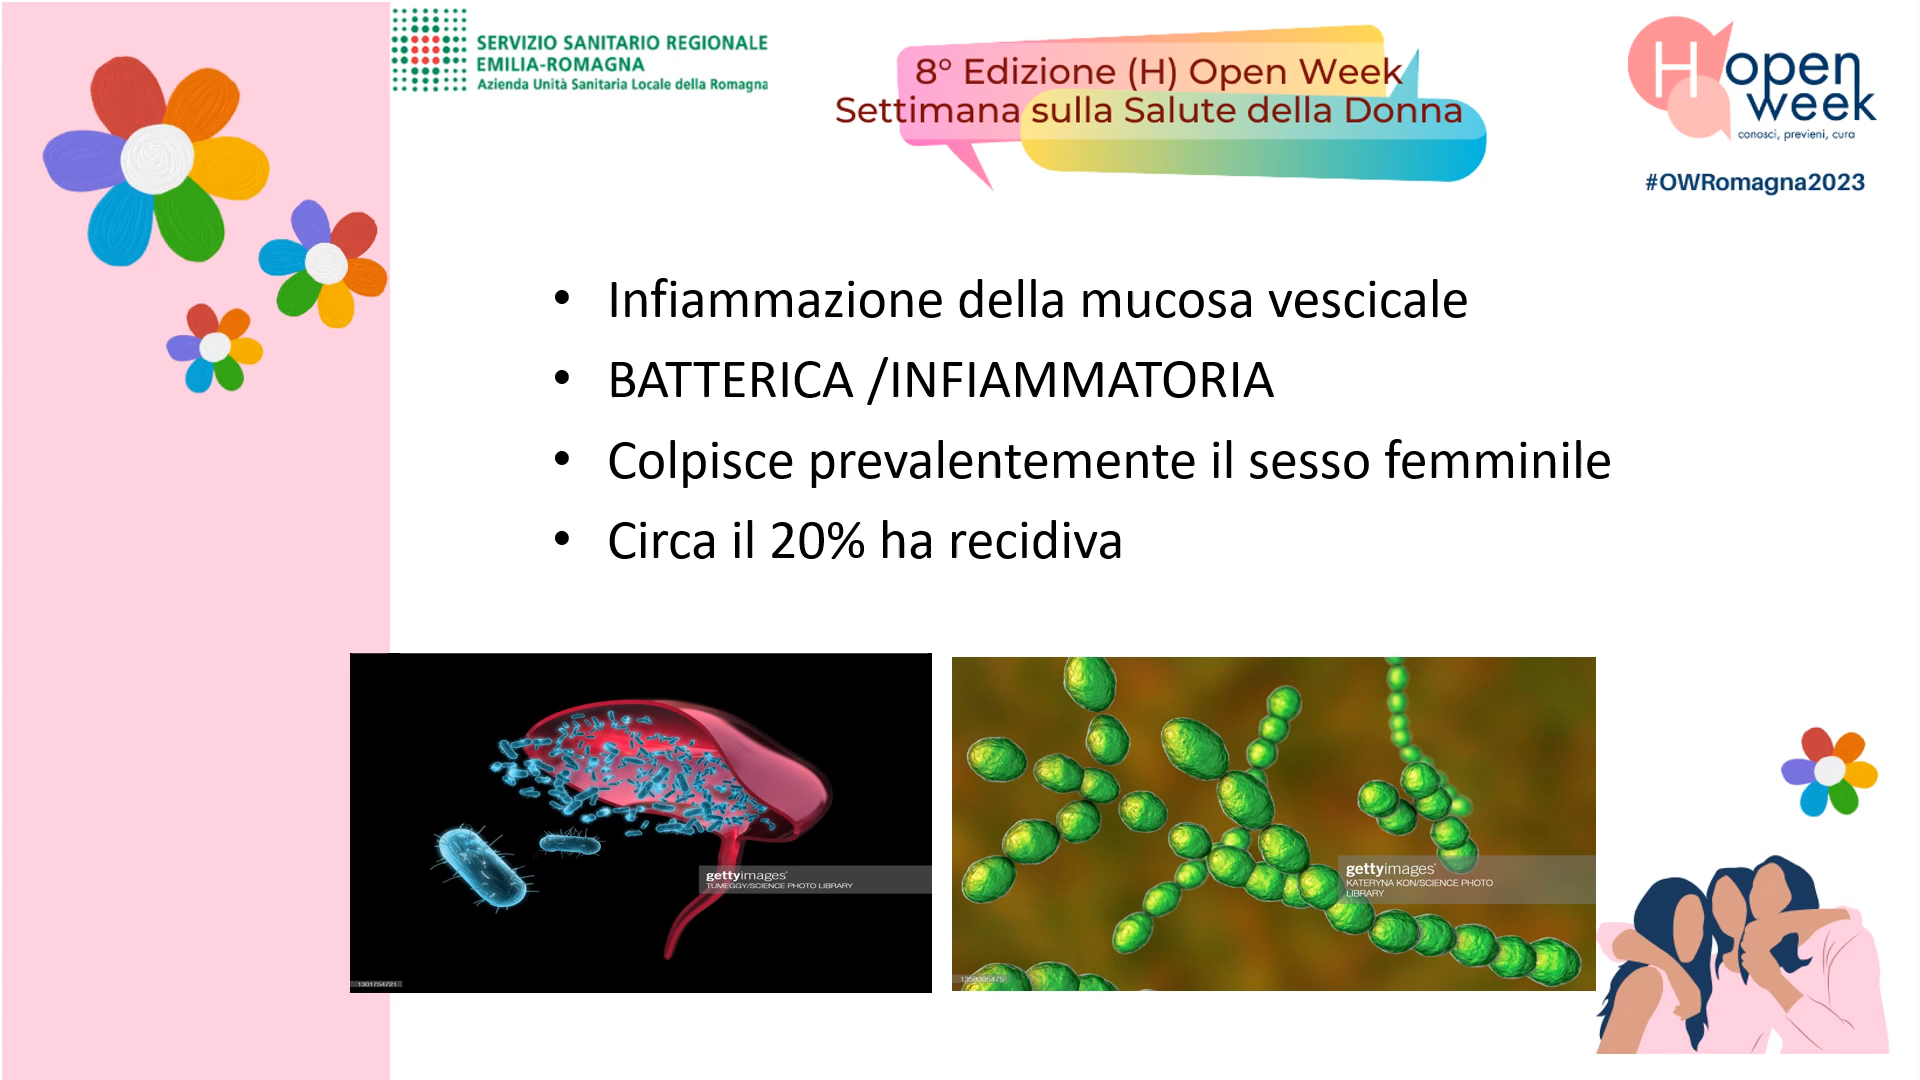 SERVIZIO SANITARIO REGIONALE
EMILIA-ROMAGNA
Azienda Unità Sanitaria Locale della Romagna
8° Edizione (H) Open Week
Settimana sulla Salute della Donna
H open
week
conosci, previeni, cura
#OWRomagna2023
• Infiammazione della mucosa vescicale
• BATTERICA /INFIAMMATORIA
• Colpisce prevalentemente il sesso femminile
• Circa il 20% ha recidiva
gettyimages®
TUMEGGY/SCIENCE PHOTO LIBRARY
1301754721
gettyimages®
KATERYNA KON/SCIENCE PHOTO
LIBRARY